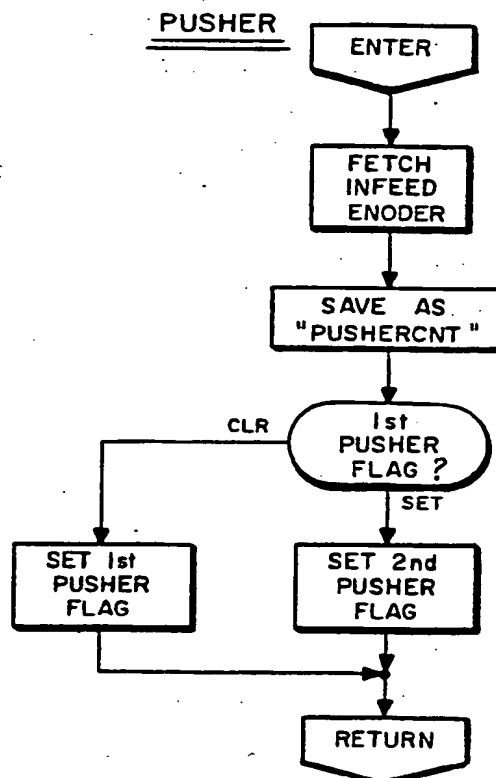 PUSHER
ENTER
FETCH
INFEED
ENODER
SAVE AS
"PUSHERCNT"
1st
PUSHER
FLAG ?
CLR
SET
SET 1st
PUSHER
FLAG
SET 2nd
PUSHER
FLAG
RETURN